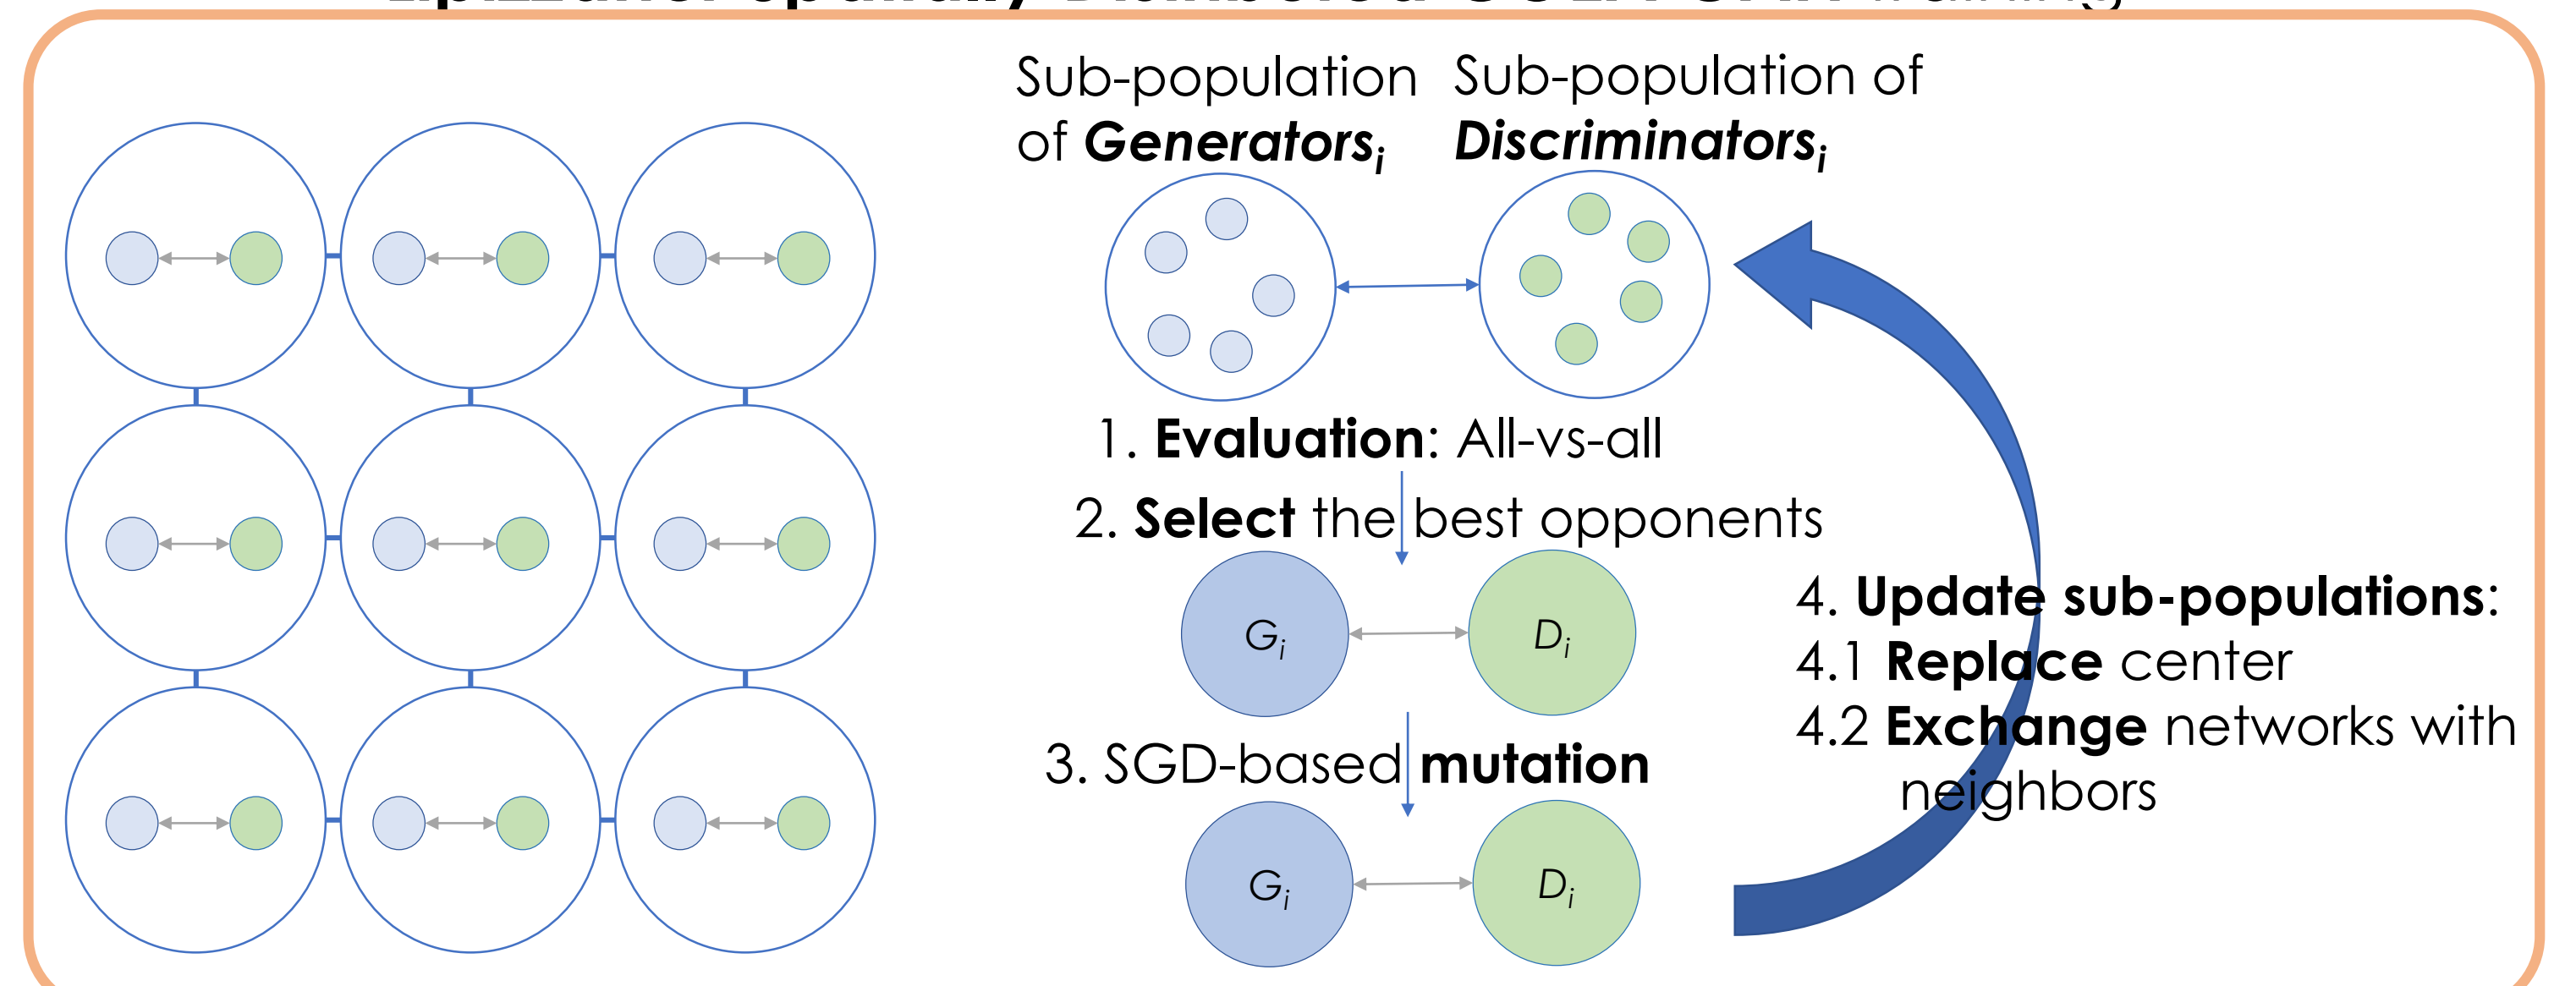 Sub-population
of Generatorsi
Sub-population of
Discriminatorsi
1. Evaluation: All-vs-all
2. Select the best opponents
Gi
Di
3. SGD-based mutation
Gi
Di
4. Update sub-populations:
4.1 Replace center
4.2 Exchange networks with
neighbors